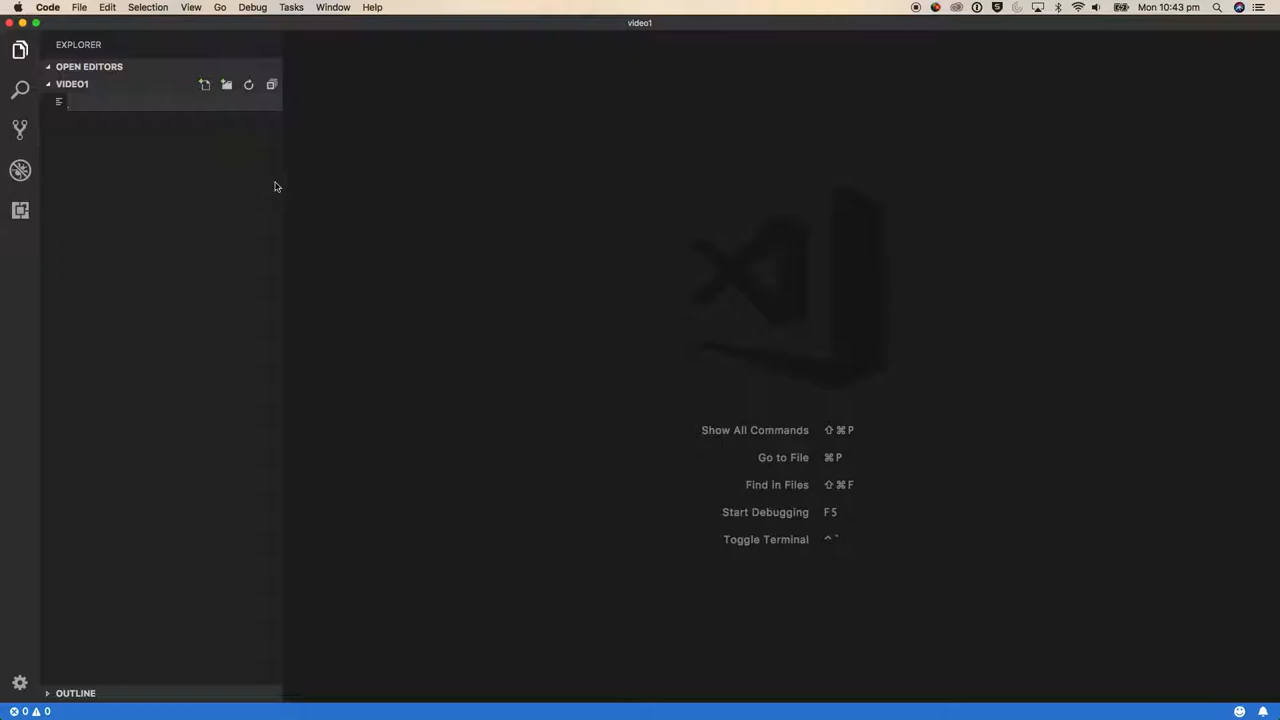 Code File Edit Selection View Go Debug Tasks Window Help Mon 10:43 pm
video1
EXPLORER
OPEN EDITORS
VIDEO1
Show All Commands ⇧⌘P
Go to File ⌘P
Find in Files ⇧⌘F
Start Debugging F5
Toggle Terminal ⌃`
OUTLINE
0 0